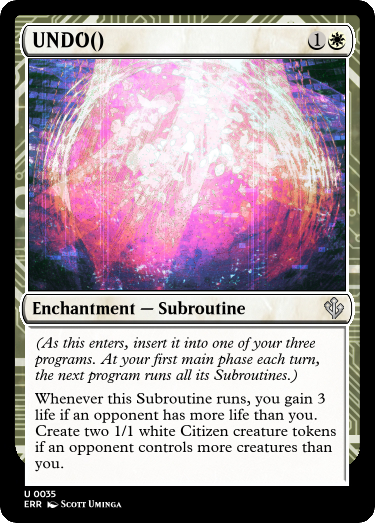 UNDO()
1
Enchantment — Subroutine
(As this enters, insert it into one of your three
programs. At your first main phase each turn,
the next program runs all its Subroutines.)
Whenever this Subroutine runs, you gain 3
life if an opponent has more life than you.
Create two 1/1 white Citizen creature tokens
if an opponent controls more creatures than
you.
U 0035
ERR Scott Uminga